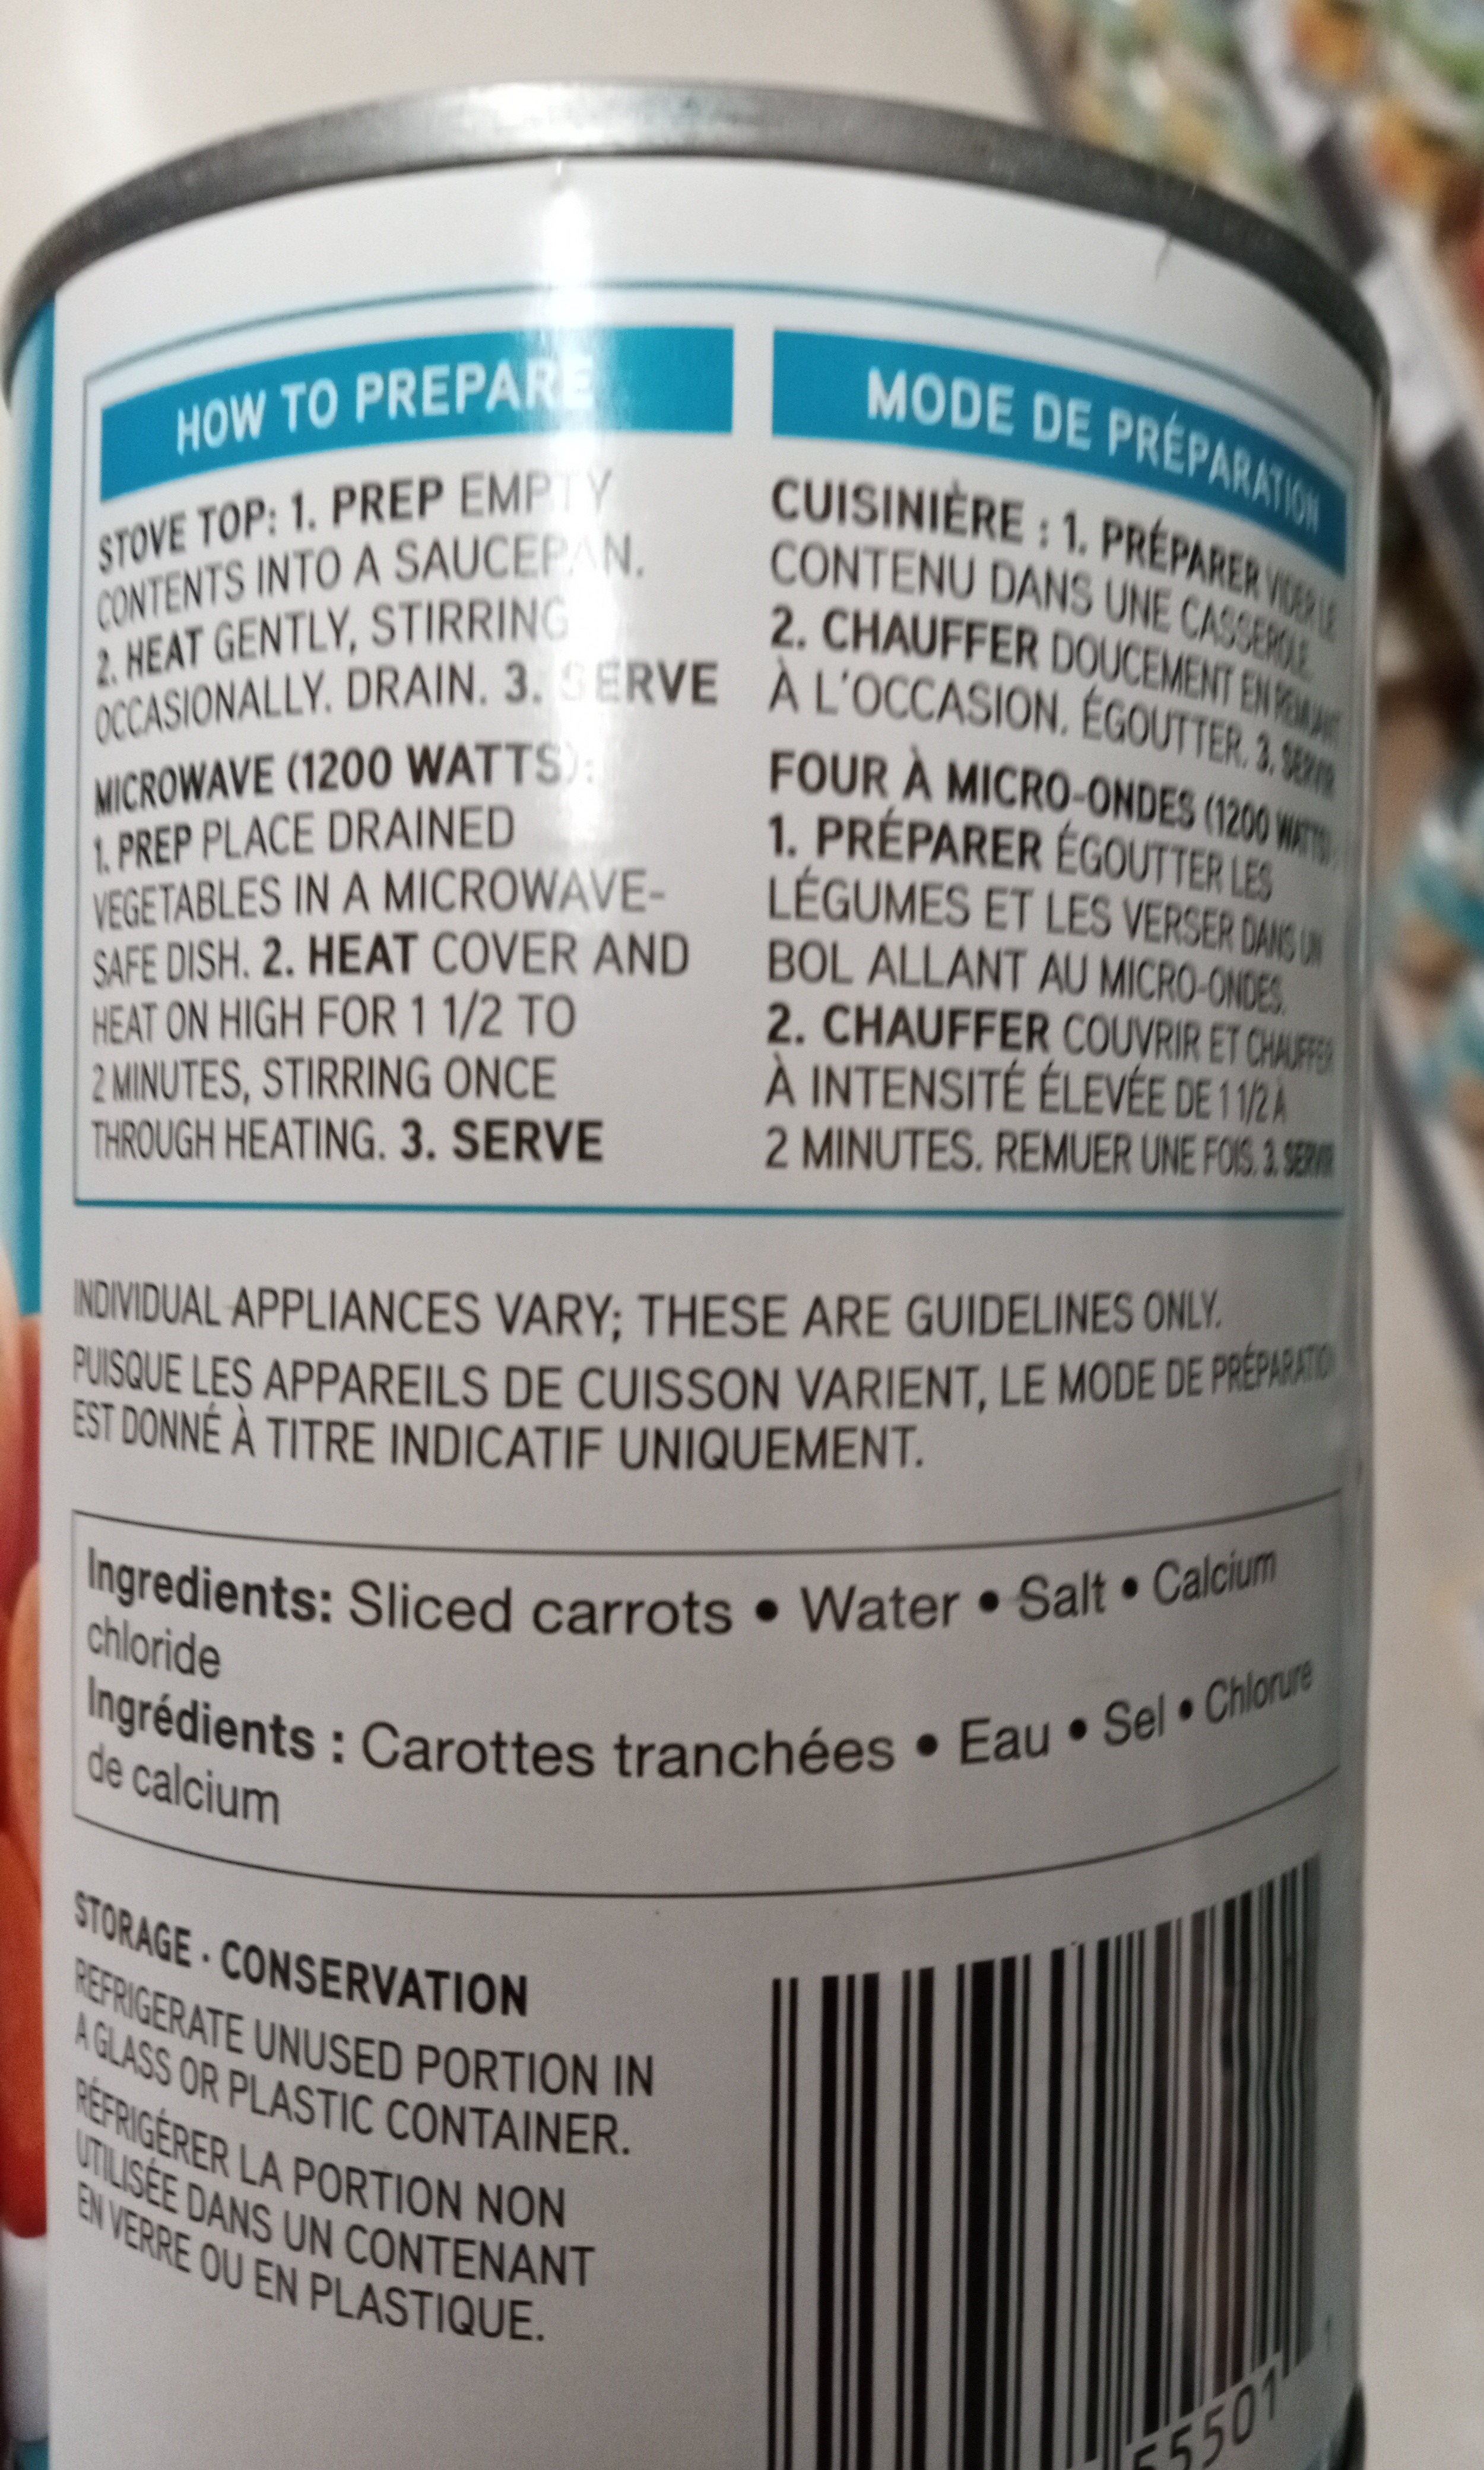 HOW TO PREPARE
STOVE TOP: 1. PREP EMPTY
CONTENTS INTO A SAUCEPAN.
2. HEAT GENTLY, STIRRING
OCCASIONALLY. DRAIN. 3. SERVE
MICROWAVE (1200 WATTS):
1. PREP PLACE DRAINED
VEGETABLES IN A MICROWAVE-
SAFE DISH. 2. HEAT COVER AND
HEAT ON HIGH FOR 1 1/2 TO
2 MINUTES, STIRRING ONCE
THROUGH HEATING. 3. SERVE
MODE DE PRÉPARATION
CUISINIÈRE : 1. PRÉPARER VIDER LE
CONTENU DANS UNE CASSEROLE.
2. CHAUFFER DOUCEMENT EN REMUANT
À L'OCCASION. ÉGOUTTER. 3. SERVIR
FOUR À MICRO-ONDES (1200 WATTS) :
1. PRÉPARER ÉGOUTTER LES
LÉGUMES ET LES VERSER DANS UN
BOL ALLANT AU MICRO-ONDES.
2. CHAUFFER COUVRIR ET CHAUFFER
À INTENSITÉ ÉLEVÉE DE 1 1/2 À
2 MINUTES. REMUER UNE FOIS. 3. SERVIR
INDIVIDUAL APPLIANCES VARY; THESE ARE GUIDELINES ONLY.
PUISQUE LES APPAREILS DE CUISSON VARIENT, LE MODE DE PRÉPARATION
EST DONNÉ À TITRE INDICATIF UNIQUEMENT.
Ingredients: Sliced carrots • Water • Salt • Calcium
chloride
Ingrédients : Carottes tranchées • Eau • Sel • Chlorure
de calcium
STORAGE · CONSERVATION
REFRIGERATE UNUSED PORTION IN
A GLASS OR PLASTIC CONTAINER.
RÉFRIGÉRER LA PORTION NON
UTILISÉE DANS UN CONTENANT
EN VERRE OU EN PLASTIQUE.
55501